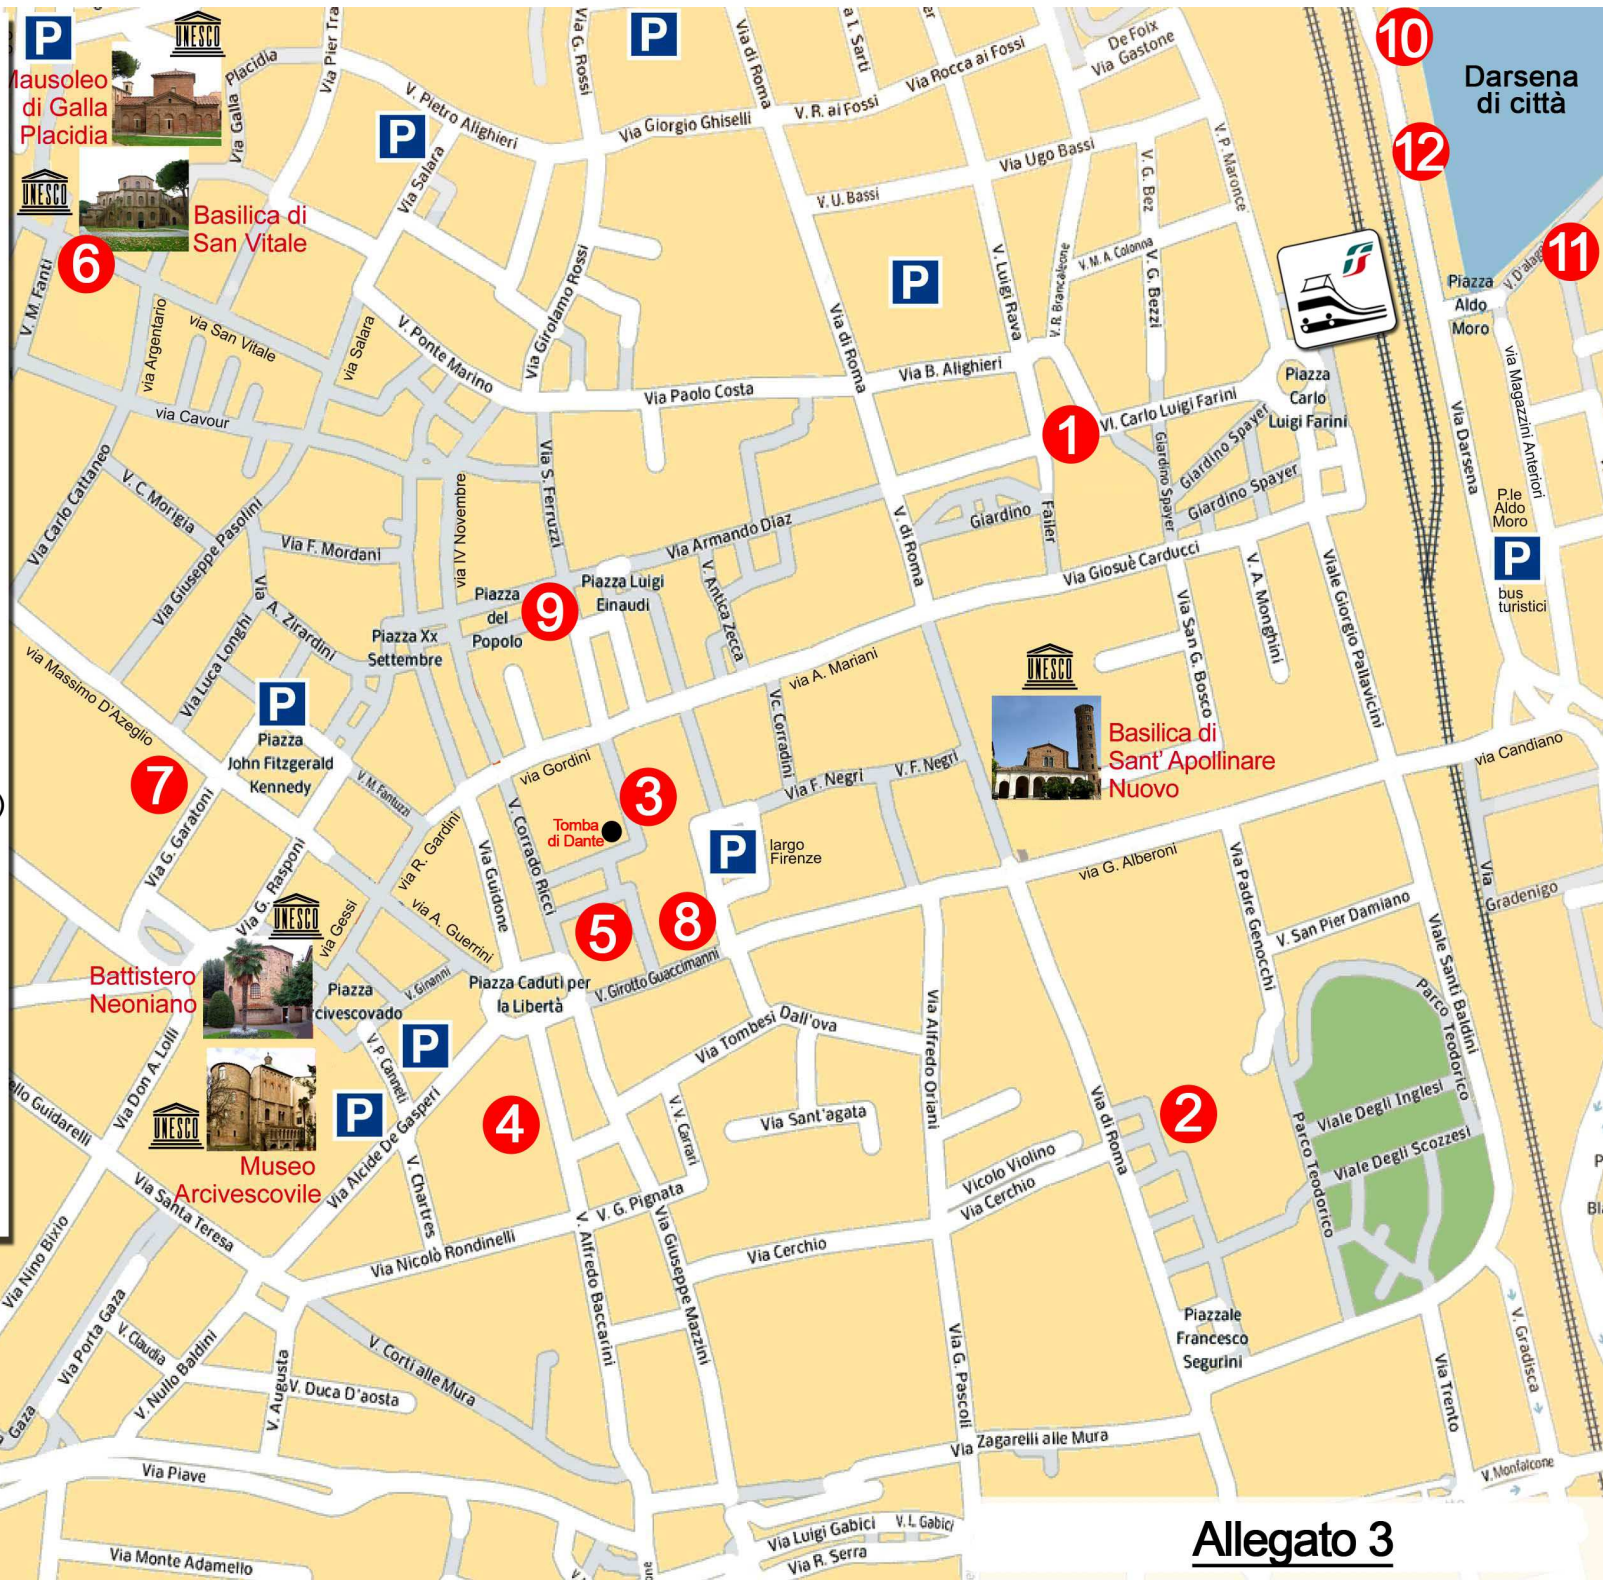 P
UNESCO
di Galla
Placidia
Via Galla Placidia
V. Pietro Alighieri
P
Via Salara
Via G. Rossi
P
Via di Roma
Via Giorgio Ghiselli
V. R. ai Fossi
Via Rocca ai Fossi
De Foix
Via Gastone
10
Darsena
di città
12
11
UNESCO
Basilica di
San Vitale
6
V. M. Fanti
via Argentario
via San Vitale
via Salara
V. Ponte Marino
Via Girolamo Rossi
V. U. Bassi
Via Ugo Bassi
V. G. Bez
V. P. Maronce
P
V. Luigi Rava
V. R. Brancaleone
V. M. A. Colonna
V. G. Bezzi
Piazza
Aldo
Moro
Via di Roma
Via B. Alighieri
Via Paolo Costa
via Cavour
1
Vl. Carlo Luigi Farini
Piazza
Carlo
Luigi Farini
Giardino Spayer
Giardino Spayer
Giardino Spayer
Via Darsena
via Magazzini Anteriori
P.le
Aldo
Moro
P
bus
turistici
Via Carlo Cattaneo
V. C. Morigia
Via Giuseppe Pasolini
Via F. Mordani
via IV Novembre
Via S. Ferruzzi
Via Armando Diaz
V. di Roma
Giardino
Failer
Via Giosuè Carducci
V. A. Monghini
Viale Giorgio Pallavicini
Via San G. Bosco
Via A. Zirardini
Via Luca Longhi
Piazza Xx
Settembre
Piazza
del
Popolo
9
Piazza Luigi
Einaudi
V. Antica Zecca
via A. Mariani
via Massimo D'Azeglio
P
Piazza
John Fitzgerald
Kennedy
7
V. M. Fantuzzi
via Gordini
Vc. Corradini
Via F. Negri
V. F. Negri
UNESCO
Basilica di
Sant' Apollinare
Nuovo
via Candiano
3
Tomba
di Dante
P
largo
Firenze
Via G. Garatoni
Via G. Rasponi
via R. Gardini
Via Guidone
V. Corrado Ricci
via G. Alberoni
Via Padre Genocchi
V. San Pier Damiano
Via
Gradenigo
UNESCO
via Gessi
via A. Guerrini
5
8
Battistero
Neoniano
Piazza
V. Ginanni
Piazza Caduti per
la Libertà
V. Girotto Guaccimanni
Via Tombesi Dall'ova
Via Alfredo Oriani
Viale Santi Baldini
Parco Teodorico
P
Via Don A. Lolli
V. P. Canneti
Via Alcide De Gasperi
UNESCO
P
Museo
Arcivescovile
4
V. V. Carrari
Via Sant'agata
Via di Roma
2
Viale Degli Inglesi
Viale Degli Scozzesi
Parco Teodorico
Vicolo Violino
Via Cerchio
Via Santa Teresa
V. Chartres
Via Nino Bixio
Via Nicolò Rondinelli
V. G. Pignata
V. Alfredo Baccarini
Via Giuseppe Mazzini
Via Cerchio
Via Porta Gaza
V. Claudia
V. Nullo Baldini
V. Augusta
V. Duca D'aosta
V. Corti alle Mura
Via G. Pascoli
Piazzale
Francesco
Segurini
V. Gradisca
Via Trento
Gaza
Via Piave
Via Zagarelli alle Mura
V. Monfalcone
Via Luigi Gabici
V. L. Gabici
Via R. Serra
Via Monte Adamello
Allegato 3